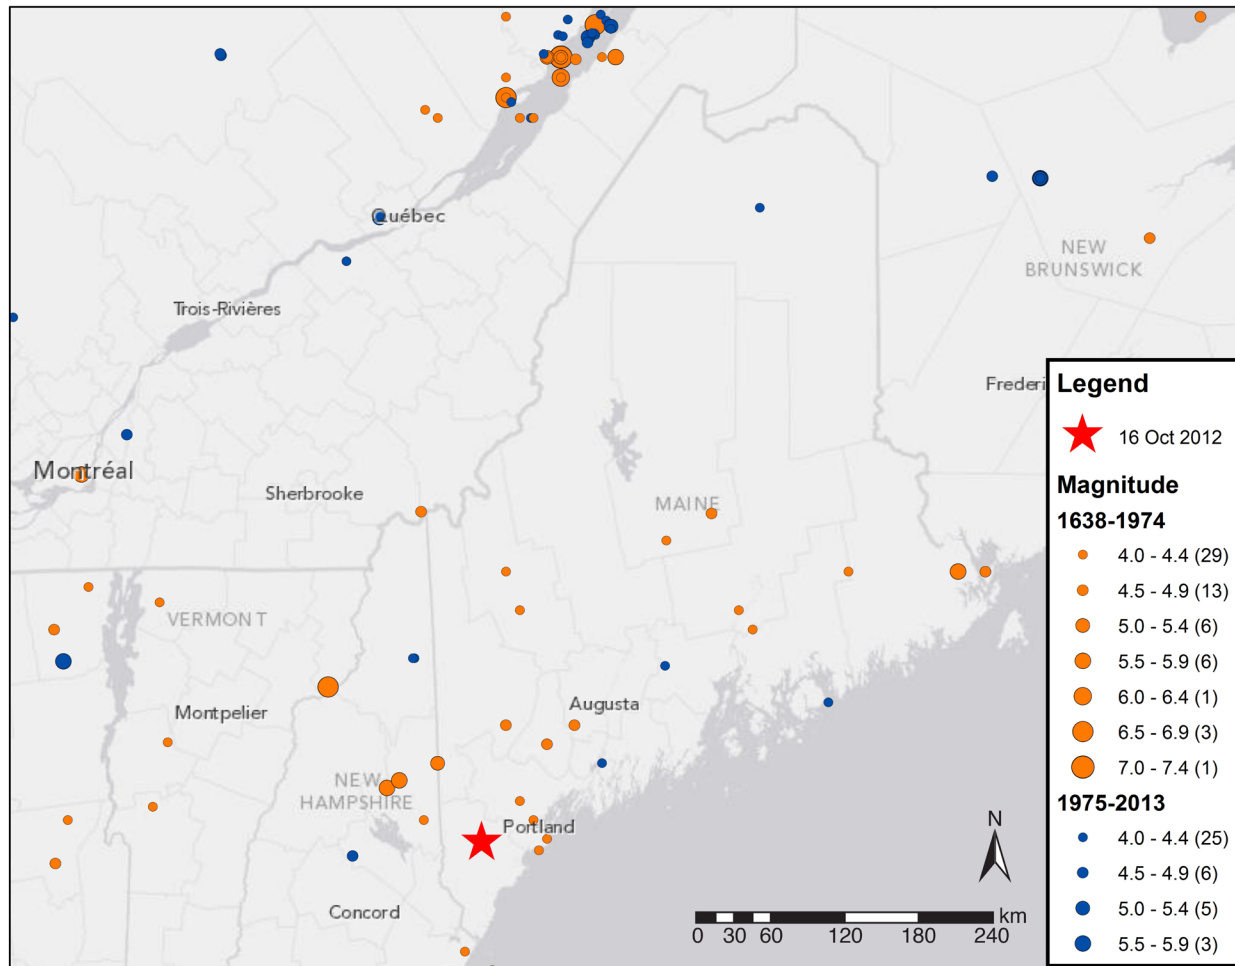 Québec
NEW
BRUNSWICK
Trois-Rivières
Frederi
Montréal
Sherbrooke
MAINE
VERMONT
Montpelier
Augusta
NEW
HAMPSHIRE
Portland
Concord
N
km
0 30 60 120 180 240
Legend
16 Oct 2012
Magnitude
1638-1974
4.0 - 4.4 (29)
4.5 - 4.9 (13)
5.0 - 5.4 (6)
5.5 - 5.9 (6)
6.0 - 6.4 (1)
6.5 - 6.9 (3)
7.0 - 7.4 (1)
1975-2013
4.0 - 4.4 (25)
4.5 - 4.9 (6)
5.0 - 5.4 (5)
5.5 - 5.9 (3)